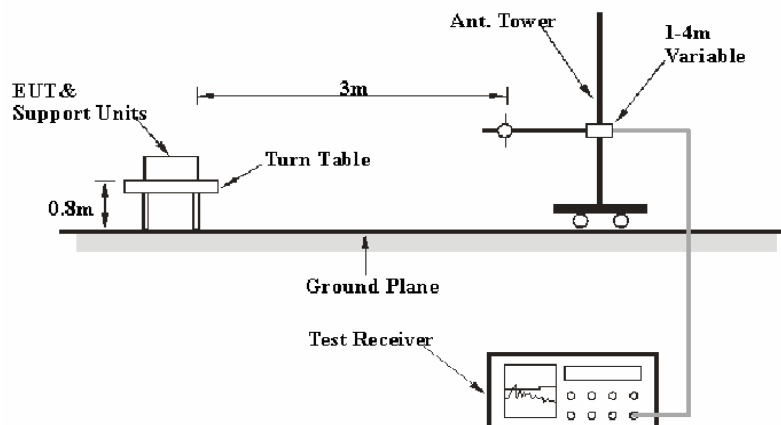 Ant. Tower
1-4m
Variable
EUT&
Support Units
3m
Turn Table
0.8m
Ground Plane
Test Receiver